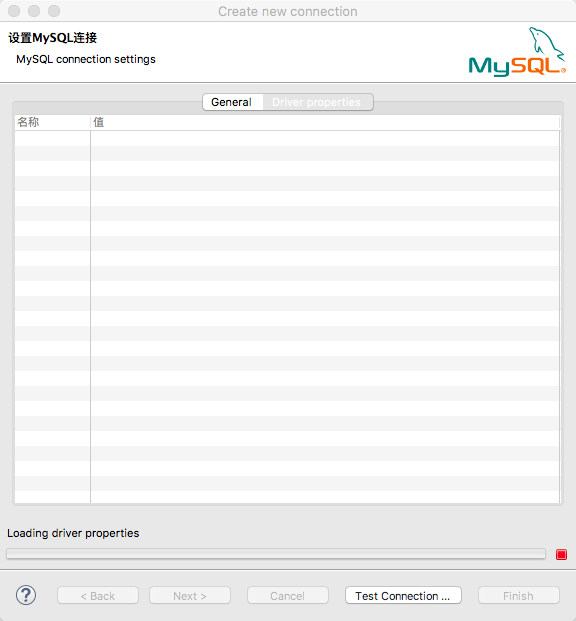 Create new connection
设置MySQL连接
MySQL connection settings
MySQL®
General
Driver properties
名称
值
Loading driver properties
?
< Back
Next >
Cancel
Test Connection ...
Finish